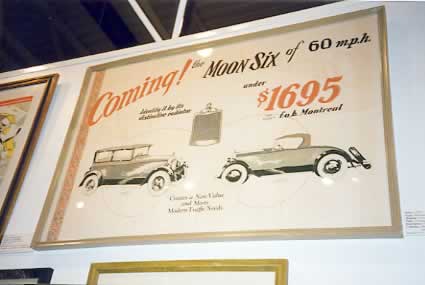 Coming! the MOON SIX of 60 m.p.h.
Identify it by its
distinctive radiator
under
$1695
f.o.b. Montreal
Creates a New Value
and Meets
Modern Traffic Needs